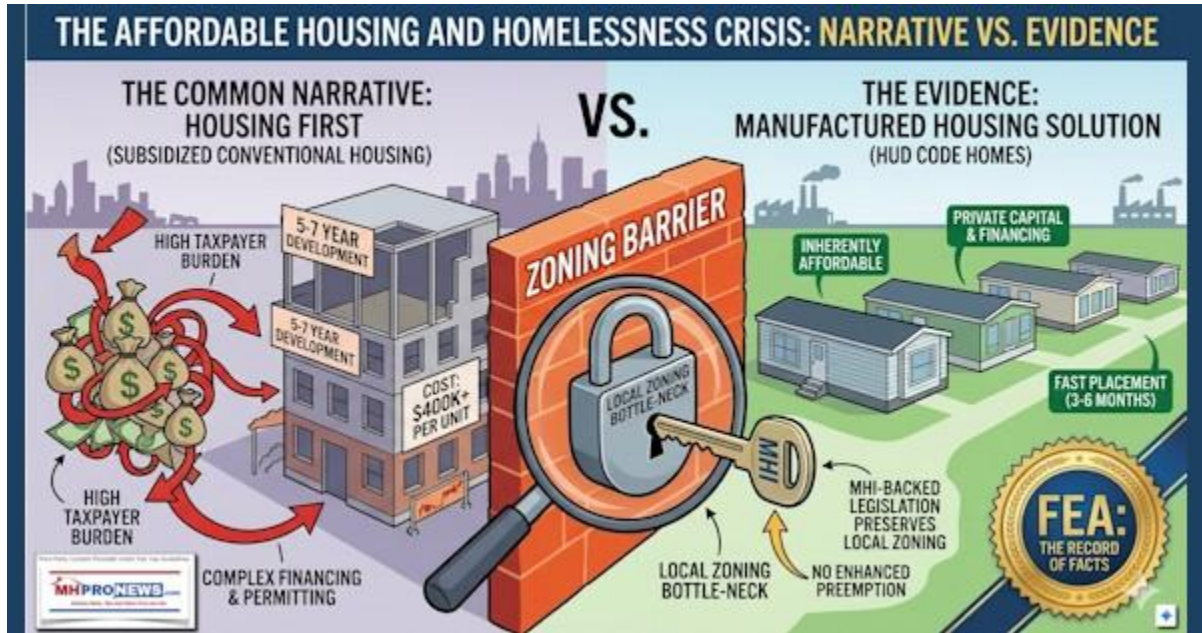 THE AFFORDABLE HOUSING AND HOMELESSNESS CRISIS: NARRATIVE VS. EVIDENCE
THE COMMON NARRATIVE:
HOUSING FIRST
(SUBSIDIZED CONVENTIONAL HOUSING)
VS.
THE EVIDENCE:
MANUFACTURED HOUSING SOLUTION
(HUD CODE HOMES)
HIGH TAXPAYER
BURDEN
5-7 YEAR
DEVELOPMENT
5-7 YEAR
DEVELOPMENT
COST:
$400K+
PER UNIT
$
$
$
$
$
$
HIGH
TAXPAYER
BURDEN
COMPLEX FINANCING
& PERMITTING
MHPRONEWS.com
ZONING BARRIER
LOCAL ZONING
BOTTLE-NECK
MHI
LOCAL ZONING
BOTTLE-NECK
MHI-BACKED
LEGISLATION
PRESERVES
LOCAL ZONING
NO ENHANCED
PREEMPTION
INHERENTLY
AFFORDABLE
PRIVATE CAPITAL
& FINANCING
FAST PLACEMENT
(3-6 MONTHS)
FEA:
THE RECORD
OF FACTS